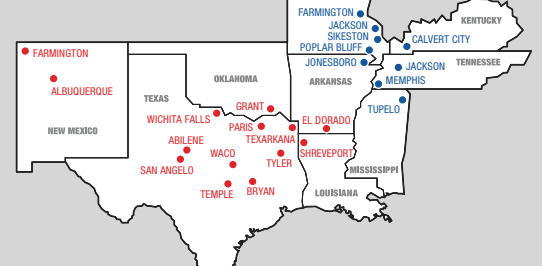 FARMINGTON
KENTUCKY
JACKSON
SIKESTON
CALVERT CITY
POPLAR BLUFF
FARMINGTON
JONESBORO
TENNESSEE
JACKSON
OKLAHOMA
ARKANSAS
MEMPHIS
ALBUQUERQUE
TEXAS
GRANT
TUPELO
WICHITA FALLS
EL DORADO
NEW MEXICO
PARIS
TEXARKANA
ABILENE
WACO
SHREVEPORT
TYLER
SAN ANGELO
MISSISSIPPI
TEMPLE
BRYAN
LOUISIANA